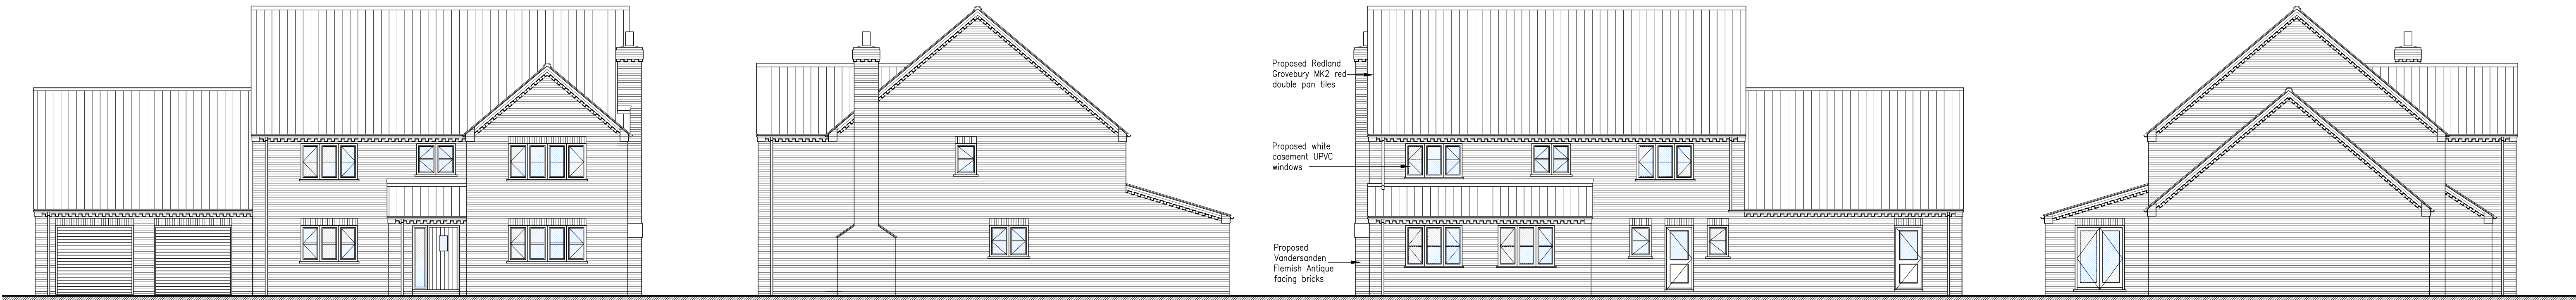 Proposed Redland
Grovebury MK2 red
double pan tiles
Proposed white
casement UPVC
windows
Proposed
Vandersanden
Flemish Antique
facing bricks